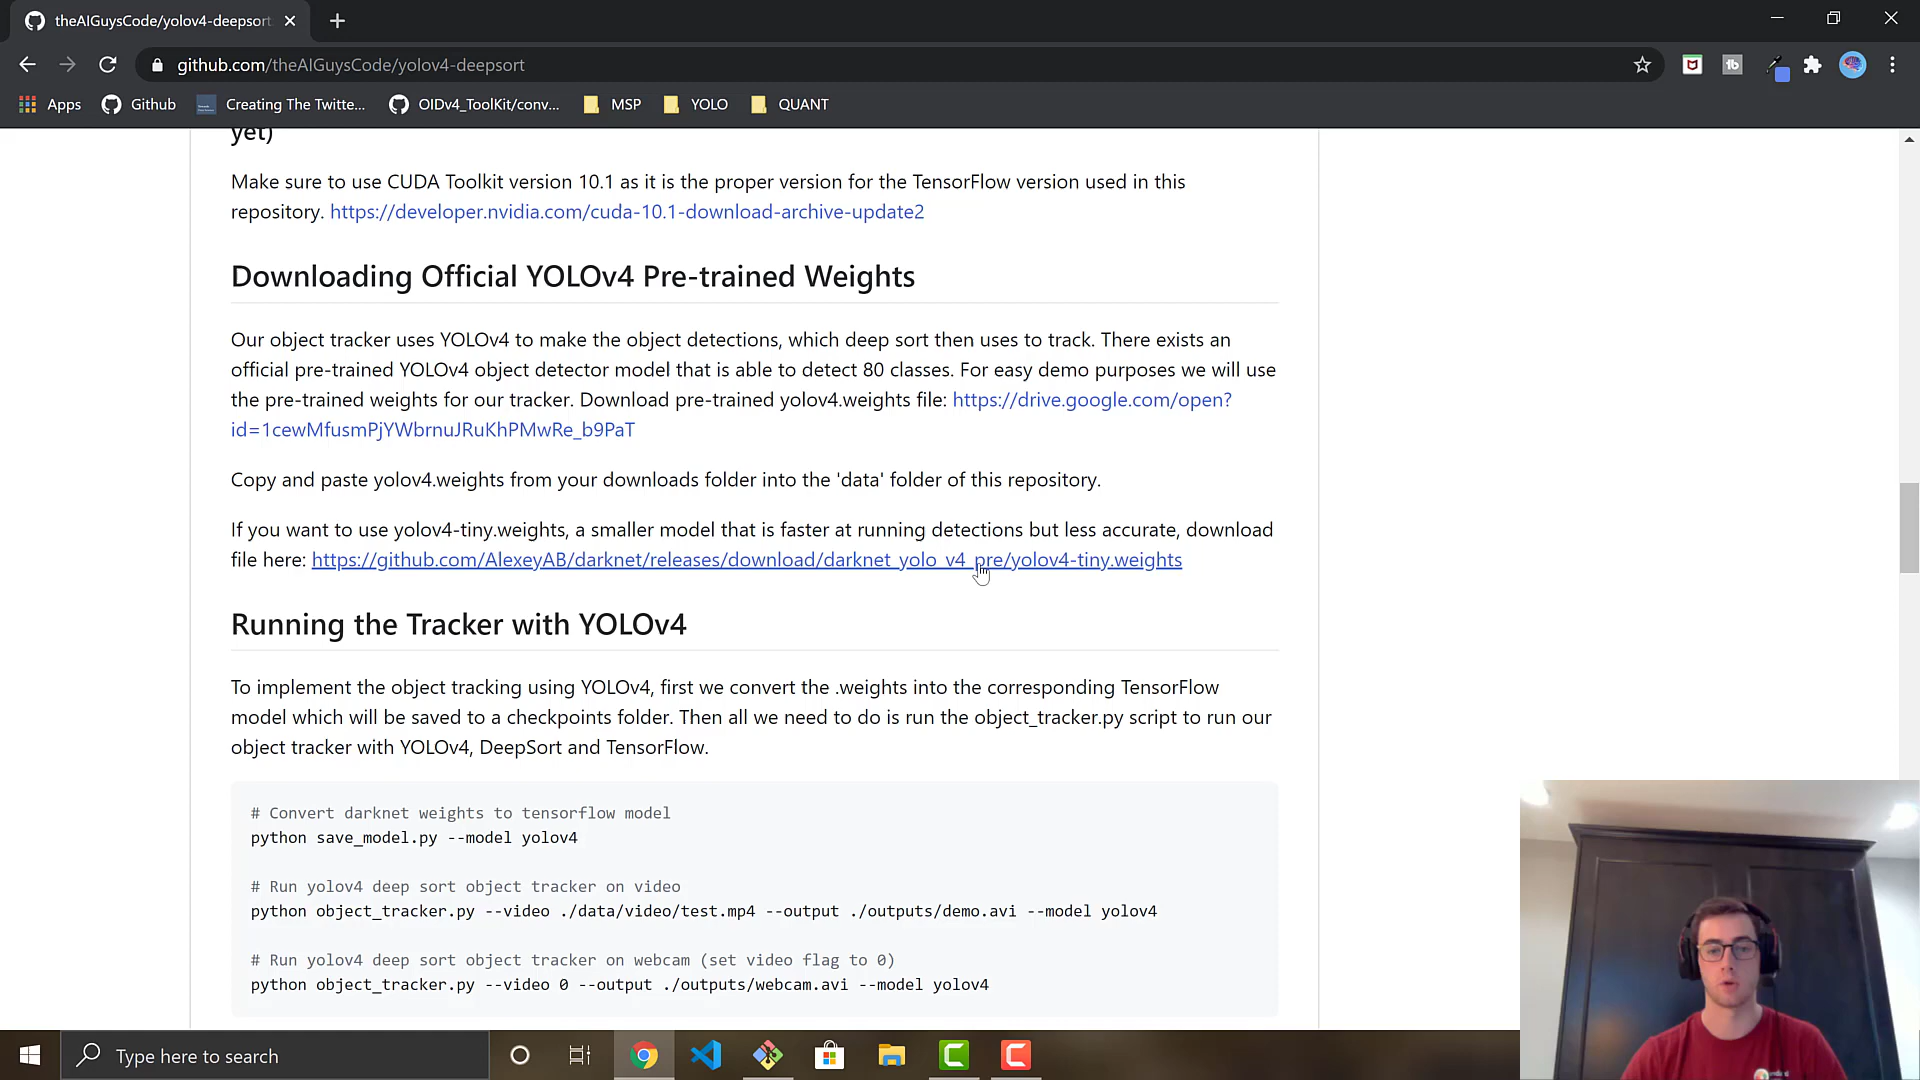 theAIGuysCode/yolov4-deepsort
github.com/theAIGuysCode/yolov4-deepsort
Apps
Github
Creating The Twitte...
OIDv4_ToolKit/conv...
MSP
YOLO
QUANT
yet)
Make sure to use CUDA Toolkit version 10.1 as it is the proper version for the TensorFlow version used in this
repository. https://developer.nvidia.com/cuda-10.1-download-archive-update2
Downloading Official YOLOv4 Pre-trained Weights
Our object tracker uses YOLOv4 to make the object detections, which deep sort then uses to track. There exists an
official pre-trained YOLOv4 object detector model that is able to detect 80 classes. For easy demo purposes we will use
the pre-trained weights for our tracker. Download pre-trained yolov4.weights file: https://drive.google.com/open?
id=1cewMfusmPjYWbrnuJRuKhPMwRe_b9PaT
Copy and paste yolov4.weights from your downloads folder into the 'data' folder of this repository.
If you want to use yolov4-tiny.weights, a smaller model that is faster at running detections but less accurate, download
file here: https://github.com/AlexeyAB/darknet/releases/download/darknet_yolo_v4_pre/yolov4-tiny.weights
Running the Tracker with YOLOv4
To implement the object tracking using YOLOv4, first we convert the .weights into the corresponding TensorFlow
model which will be saved to a checkpoints folder. Then all we need to do is run the object_tracker.py script to run our
object tracker with YOLOv4, DeepSort and TensorFlow.
# Convert darknet weights to tensorflow model
python save_model.py --model yolov4
# Run yolov4 deep sort object tracker on video
python object_tracker.py --video ./data/video/test.mp4 --output ./outputs/demo.avi --model yolov4
# Run yolov4 deep sort object tracker on webcam (set video flag to 0)
python object_tracker.py --video 0 --output ./outputs/webcam.avi --model yolov4
Type here to search